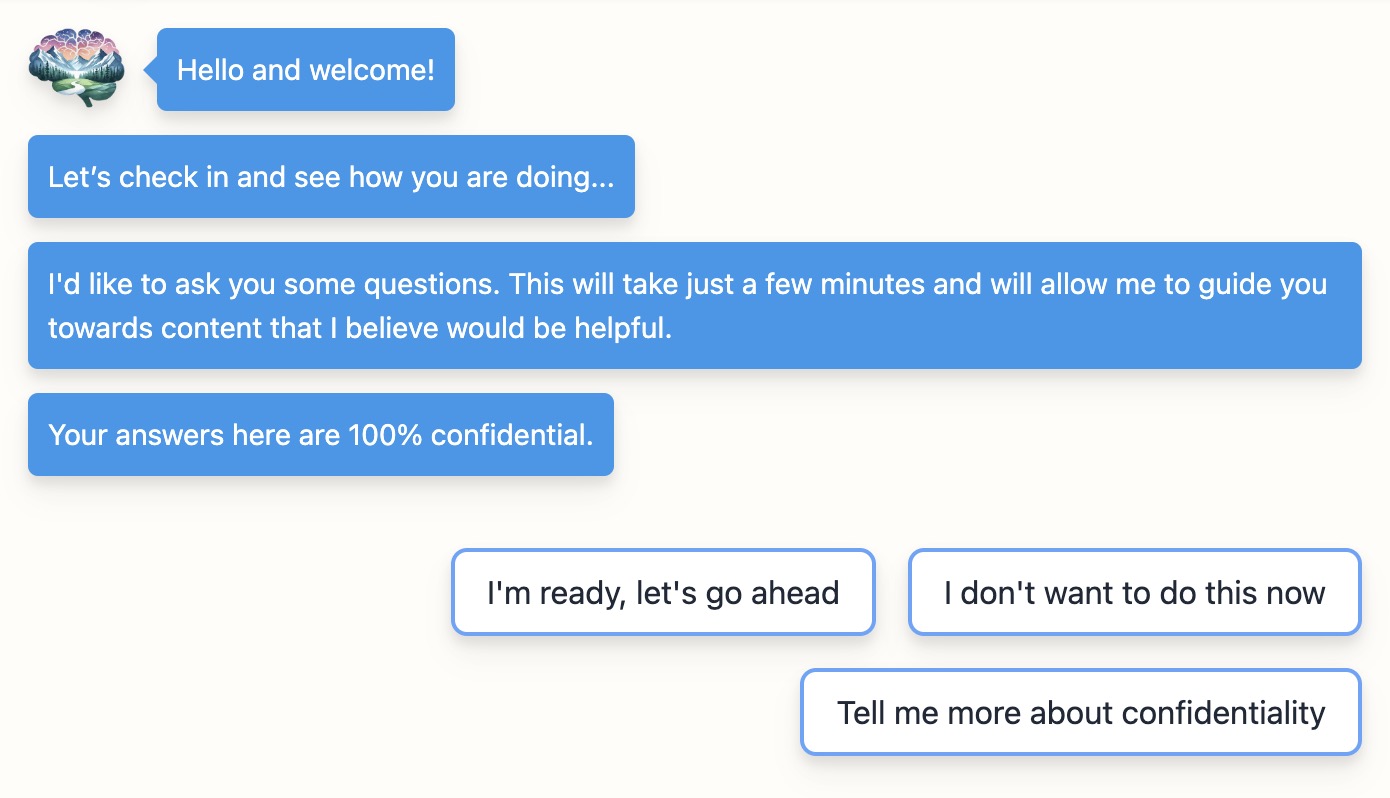 Hello and welcome!
Let’s check in and see how you are doing...
I'd like to ask you some questions. This will take just a few minutes and will allow me to guide you
towards content that I believe would be helpful.
Your answers here are 100% confidential.
I'm ready, let's go ahead
I don't want to do this now
Tell me more about confidentiality